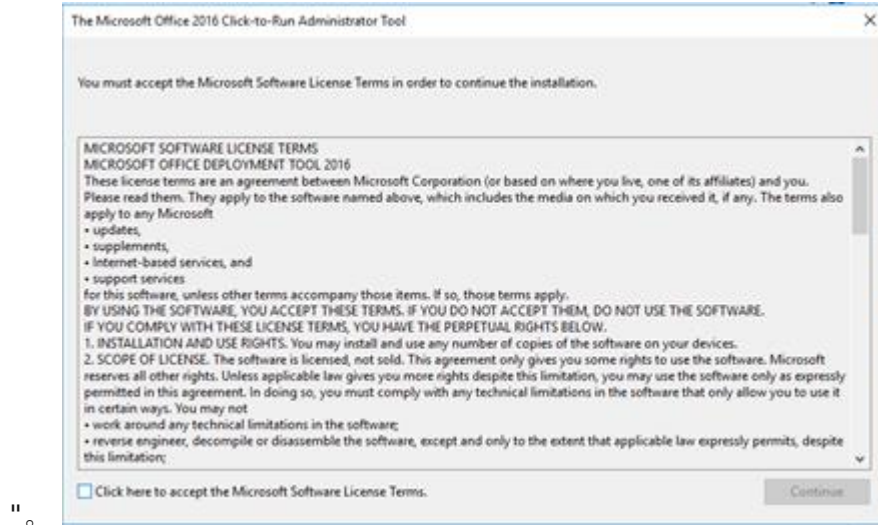 The Microsoft Office 2016 Click-to-Run Administrator Tool
You must accept the Microsoft Software License Terms in order to continue the installation.
MICROSOFT SOFTWARE LICENSE TERMS
MICROSOFT OFFICE DEPLOYMENT TOOL 2016
These license terms are an agreement between Microsoft Corporation (or based on where you live, one of its affiliates) and you.
Please read them. They apply to the software named above, which includes the media on which you received it, if any. The terms also
apply to any Microsoft
• updates,
• supplements,
• Internet-based services, and
• support services
for this software, unless other terms accompany those items. If so, those terms apply.
BY USING THE SOFTWARE, YOU ACCEPT THESE TERMS. IF YOU DO NOT ACCEPT THEM, DO NOT USE THE SOFTWARE.
IF YOU COMPLY WITH THESE LICENSE TERMS, YOU HAVE THE PERPETUAL RIGHTS BELOW.
1. INSTALLATION AND USE RIGHTS. You may install and use any number of copies of the software on your devices.
2. SCOPE OF LICENSE. The software is licensed, not sold. This agreement only gives you some rights to use the software. Microsoft
reserves all other rights. Unless applicable law gives you more rights despite this limitation, you may use the software only as expressly
permitted in this agreement. In doing so, you must comply with any technical limitations in the software that only allow you to use it
in certain ways. You may not
• work around any technical limitations in the software;
• reverse engineer, decompile or disassemble the software, except and only to the extent that applicable law expressly permits, despite
this limitation;
Click here to accept the Microsoft Software License Terms.
Continue
"。